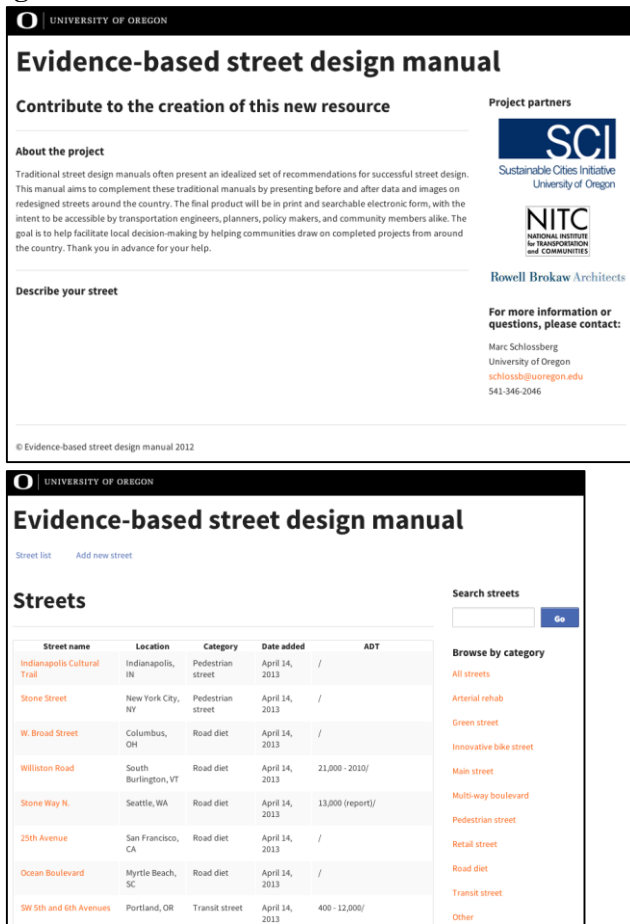 O UNIVERSITY OF OREGON
Evidence-based street design manual
Contribute to the creation of this new resource
About the project
Traditional street design manuals often present an idealized set of recommendations for successful street design.
This manual aims to complement these traditional manuals by presenting before and after data and images on
redesigned streets around the country. The final product will be in print and searchable electronic form, with the
intent to be accessible by transportation engineers, planners, policy makers, and community members alike. The
goal is to help facilitate local decision-making by helping communities draw on completed projects from around
the country. Thank you in advance for your help.
Describe your street
Project partners
SCI
Sustainable Cities Initiative
University of Oregon
NITC
NATIONAL INSTITUTE
for TRANSPORTATION
and COMMUNITIES
Rowell Brokaw Architects
For more information or
questions, please contact:
Marc Schlossberg
University of Oregon
schlossb@uoregon.edu
541-346-2046
© Evidence-based street design manual 2012
O UNIVERSITY OF OREGON
Evidence-based street design manual
Street list Add new street
Streets
Street name Location Category Date added ADT
Indianapolis Cultural Indianapolis, Pedestrian April 14, /
Trail IN street 2013
Stone Street New York City, Pedestrian April 14, /
NY street 2013
W. Broad Street Columbus, Road diet April 14, /
OH 2013
Williston Road South Road diet April 14, 21,000 - 2010/
Burlington, VT 2013
Stone Way N. Seattle, WA Road diet April 14, 13,000 (report)/
2013
25th Avenue San Francisco, Road diet April 14, /
CA 2013
Ocean Boulevard Myrtle Beach, Road diet April 14, /
SC 2013
SW 5th and 6th Avenues Portland, OR Transit street April 14, 400 - 12,000/
2013
Search streets
Go
Browse by category
All streets
Arterial rehab
Green street
Innovative bike street
Main street
Multi-way boulevard
Pedestrian street
Retail street
Road diet
Transit street
Other